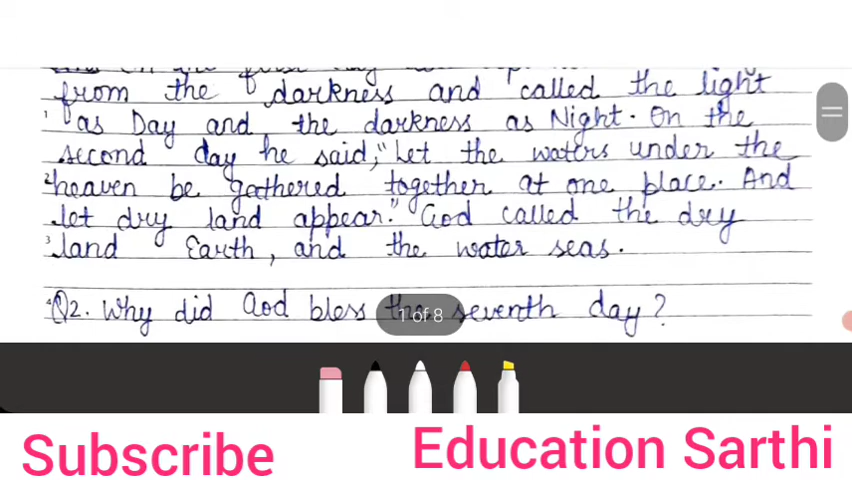 from the darkness and called the light
as Day and the darkness as Night. On the
second day he said, "Let the waters under the
heaven be gathered together at one place. And
let dry land appear." God called the dry
land Earth, and the water seas.
Q2. Why did God bless the seventh day?
1 of 8
Subscribe
Education Sarthi